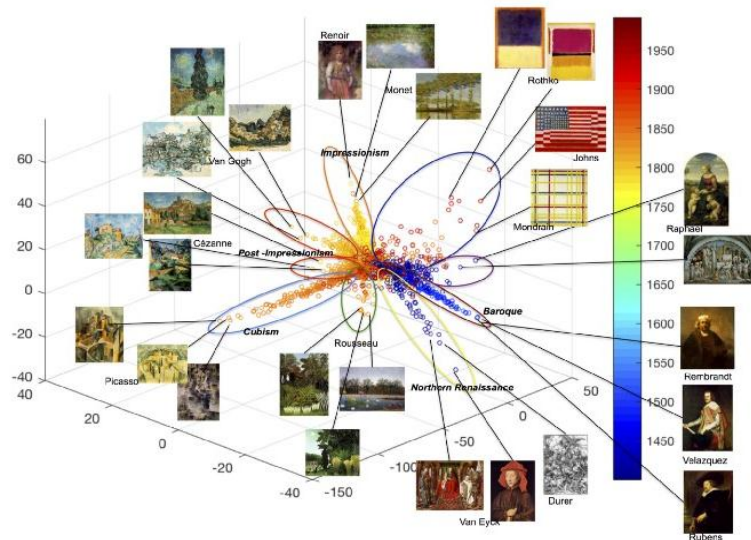 Renoir
Monet
Rothko
Johns
Mondrain
Raphael
Van Gogh
Impressionism
Cézanne
Post -Impressionism
Baroque
Cubism
Picasso
Rousseau
Northern Renaissance
Rembrandt
Velazquez
Rubens
Van Eyck
Durer
60
40
20
0
-20
-40
40
20
0
-20
-40
-150
-100
-50
0
50
1950
1900
1850
1800
1750
1700
1650
1600
1550
1500
1450